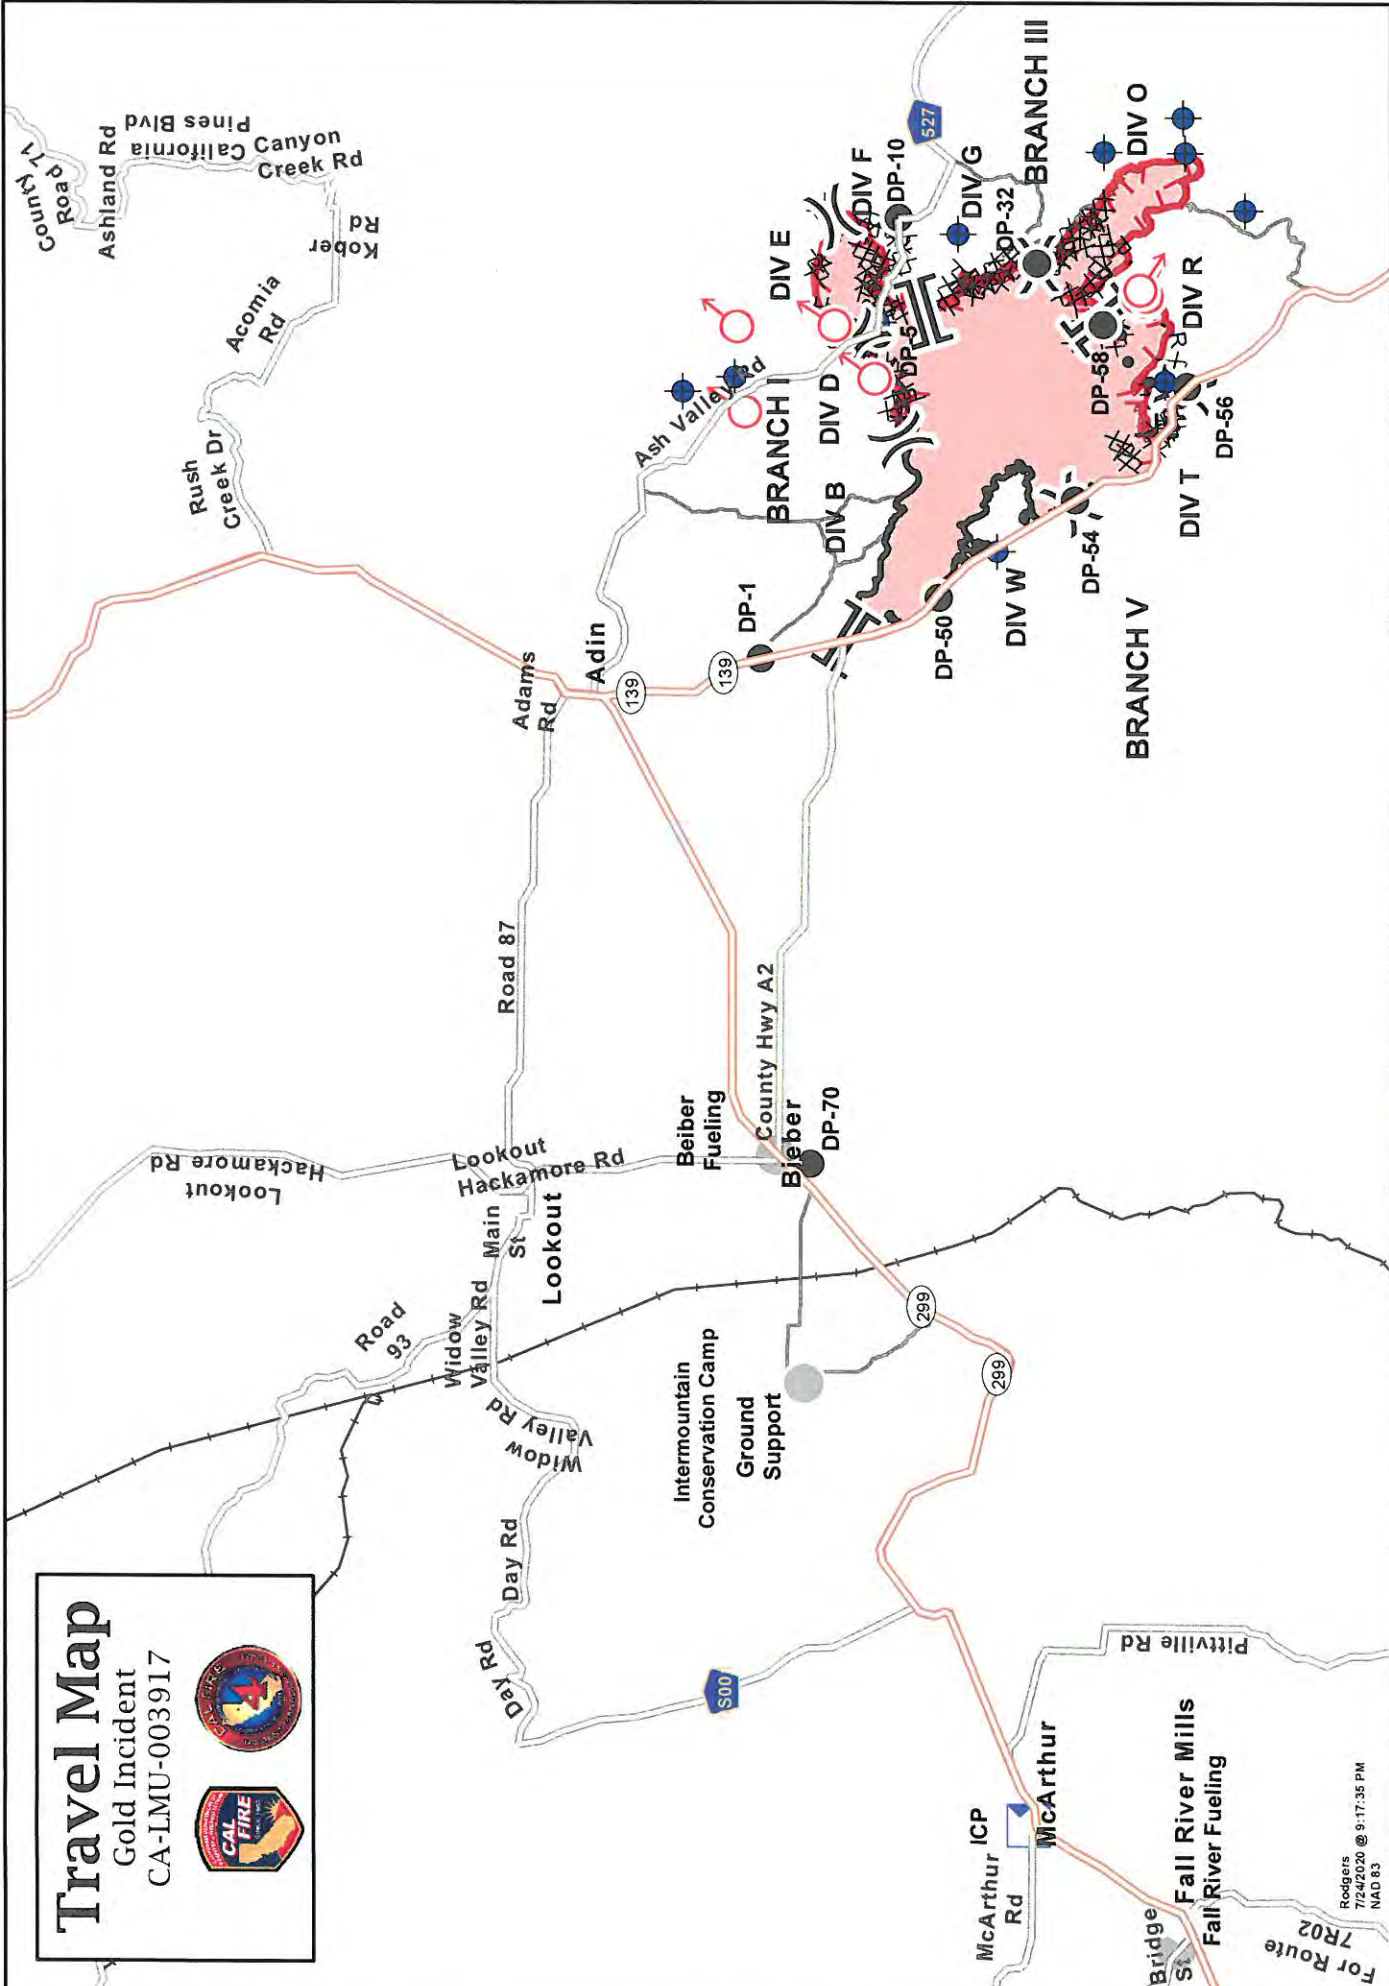 Travel Map
Gold Incident
CA-LMU-003917
CAL FIRE
CAL FIRE
4
County 71
Road
Ashland Rd
California
Pines Blvd
Canyon
Creek Rd
Kober
Rd
Acomia
Rd
Rush
Creek Dr
Adams
Rd
Adin
139
139
Ash Valley Rd
Road 87
Lookout
Hackamore Rd
Lookout
Hackamore Rd
Main
St
Lookout
Road
93
Widow
Valley Rd
Widow
Valley Rd
Day Rd
Day Rd
S00
Beiber
Fueling
County Hwy A2
Bieber
DP-70
Intermountain
Conservation Camp
Ground
Support
299
299
Pittville Rd
McArthur
Rd
ICP
McArthur
Fall River Mills
Fall River Fueling
Bridge
St
For Route
7R02
BRANCH I
DIV B
DIV D
DIV E
DIV F
DP-10
527
DIV G
DP-5
DP-32
BRANCH III
DIV O
DIV R
DP-58
DP-56
DIV T
DP-54
DIV W
DP-50
DP-1
BRANCH V
Rodgers
7/24/2020 @ 9:17:35 PM
NAD 83